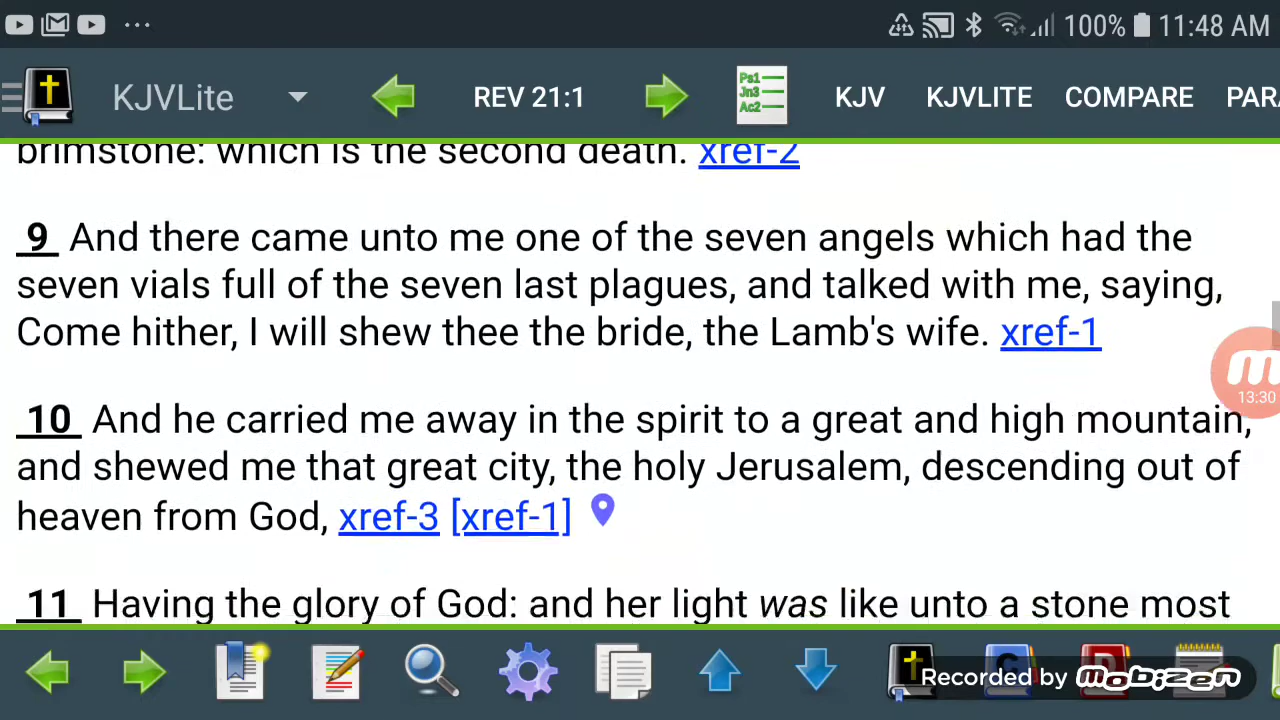 100% 11:48 AM
KJVLite REV 21:1 Ps1 Jn3 Ac2 KJV KJVLITE COMPARE PARA
brimstone: which is the second death. xref-2
9 And there came unto me one of the seven angels which had the
seven vials full of the seven last plagues, and talked with me, saying,
Come hither, I will shew thee the bride, the Lamb's wife. xref-1
10 And he carried me away in the spirit to a great and high mountain,
and shewed me that great city, the holy Jerusalem, descending out of
heaven from God, xref-3 [xref-1]
11 Having the glory of God: and her light was like unto a stone most
13:30
Recorded by mobizen